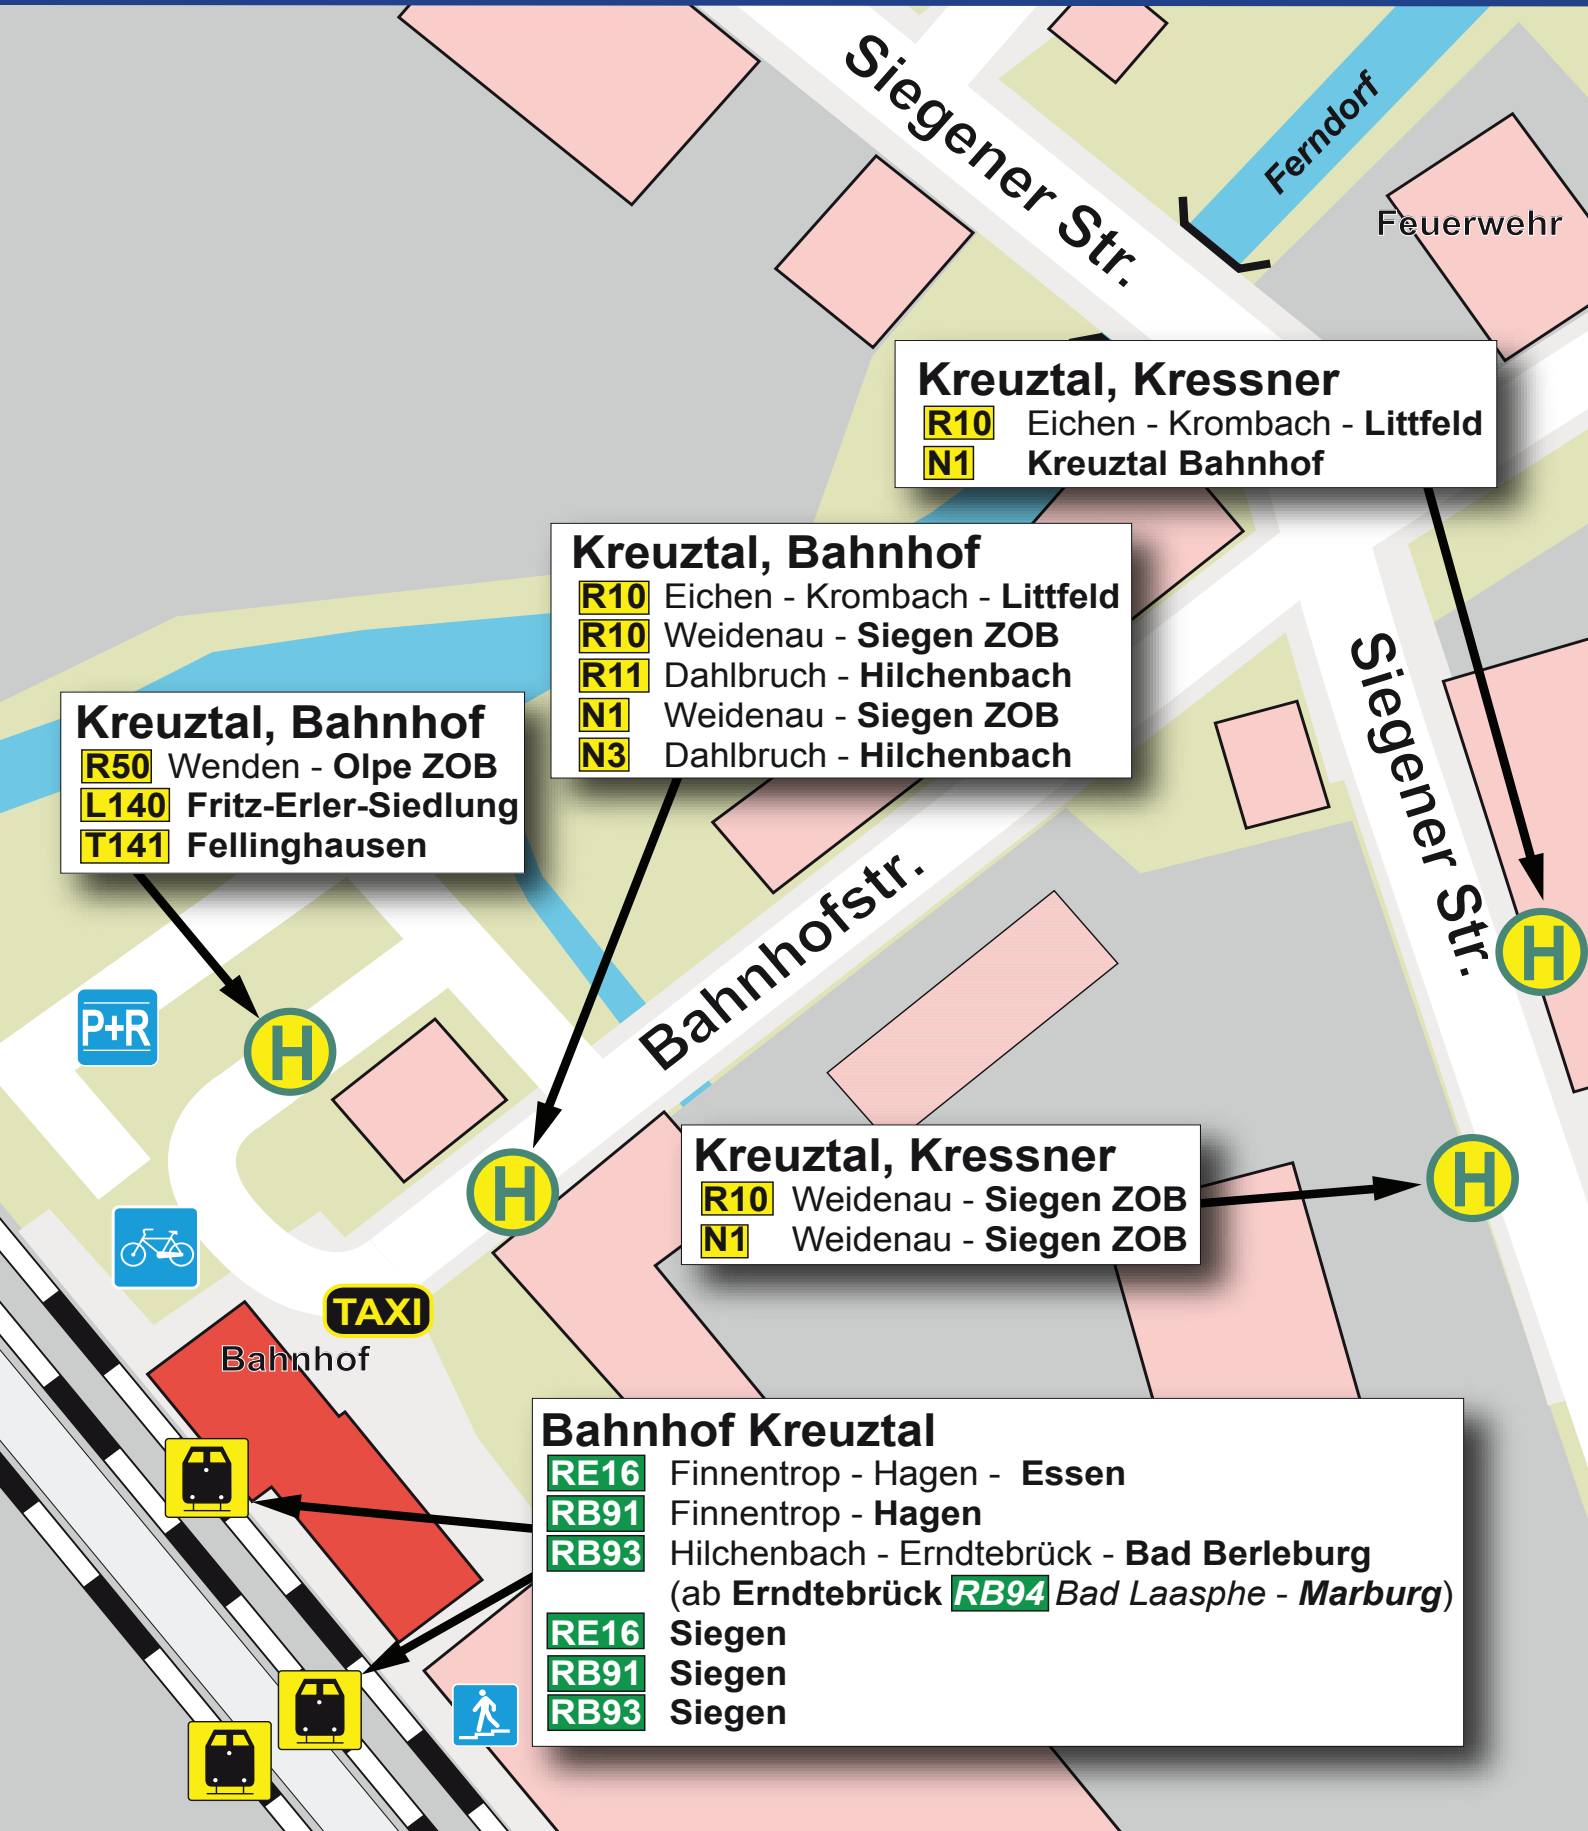 Siegener Str.
Ferndorf
Feuerwehr
Kreuztal, Kressner
R10 Eichen - Krombach - Littfeld
N1 Kreuztal Bahnhof
Kreuztal, Bahnhof
R10 Eichen - Krombach - Littfeld
R10 Weidenau - Siegen ZOB
R11 Dahlbruch - Hilchenbach
N1 Weidenau - Siegen ZOB
N3 Dahlbruch - Hilchenbach
Kreuztal, Bahnhof
R50 Wenden - Olpe ZOB
L140 Fritz-Erler-Siedlung
T141 Fellinghausen
Siegener Str.
Bahnhofstr.
H
P+R
H
H
H
Kreuztal, Kressner
R10 Weidenau - Siegen ZOB
N1 Weidenau - Siegen ZOB
TAXI
Bahnhof
Bahnhof Kreuztal
RE16 Finnentrop - Hagen - Essen
RB91 Finnentrop - Hagen
RB93 Hilchenbach - Erndtebrück - Bad Berleburg
(ab Erndtebrück RB94 Bad Laasphe - Marburg)
RE16 Siegen
RB91 Siegen
RB93 Siegen